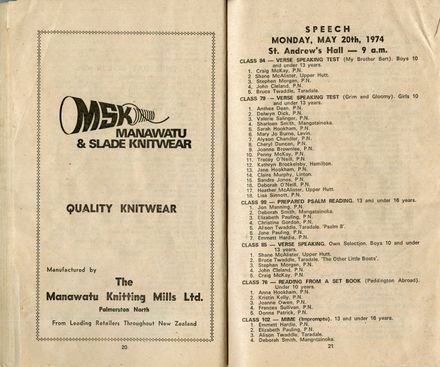 MSK
MANAWATU
& SLADE KNITWEAR
QUALITY KNITWEAR
Manufactured by
The
Manawatu Knitting Mills Ltd.
Palmerston North
From Leading Retailers Throughout New Zealand
20
SPEECH
MONDAY, MAY 20th, 1974
St. Andrew's Hall — 9 a.m.
CLASS 84 — VERSE SPEAKING TEST (My Brother Bert). Boys 10
and under 13 years.
1. Craig McKay, P.N.
2. Shane McAlister, Upper Hutt.
3. Stephen Morgan, P.N.
4. John Cleland, P.N.
5. Bruce Twaddle, Taradale.
CLASS 79 — VERSE SPEAKING TEST (Grim and Gloomy). Girls 10
and under 13 years.
1. Anthea Dean, P.N.
2. Delwyn Dick, P.N.
3. Valerie Salinger, P.N.
4. Sharleen Smith, Mangatainoka.
5. Sarah Hookham, P.N.
6. Mary Jo Burne, Levin.
7. Alyson Chandler, P.N.
8. Cheryl Duncan, P.N.
9. Joanne Brownlee, P.N.
10. Penny McKay, P.N.
11. Tracey O'Neill, P.N.
12. Kathryn Brockelsby, Hamilton.
13. Jane Hookham, P.N.
14. Claire Murphy, Linton.
15. Sandra Jones, P.N.
16. Deborah O'Neill, P.N.
17. Heather McAlister, Upper Hutt.
18. Lisa Sinnott, P.N.
CLASS 99 — PREPARED PSALM READING. 13 and under 16 years.
1. Jon Manning, P.N.
2. Deborah Smith, Mangatainoka.
3. Elizabeth Pauling, P.N.
4. Christine Gordon, P.N.
5. Alison Twaddle, Taradale. 'Psalm 8'.
6. Jane Pauling, P.N.
7. Emmett Hardie, P.N.
CLASS 85 — VERSE SPEAKING. Own Selection, Boys 10 and under
13 years.
1. Shane McAlister, Upper Hutt.
2. Bruce Twaddle, Taradale. 'The Other Little Boats'.
3. Stephen Morgan, P.N.
4. John Cleland, P.N.
5. Craig McKay, P.N.
CLASS 76 — READING FROM A SET BOOK (Paddington Abroad).
Under 10 years.
1. Anna Hookham, P.N.
2. Kristin Kelly, P.N.
3. Joanne Owen, P.N.
4. Frances Sullivan, P.N.
5. Donna Patrick, P.N.
CLASS 102 — MIME (Impromptu). 13 and under 16 years.
1. Emmett Hardie, P.N.
2. Elizabeth Pauling, P.N.
3. Alison Twaddle, Taradale.
4. Deborah Smith, Mangatainoka.
21